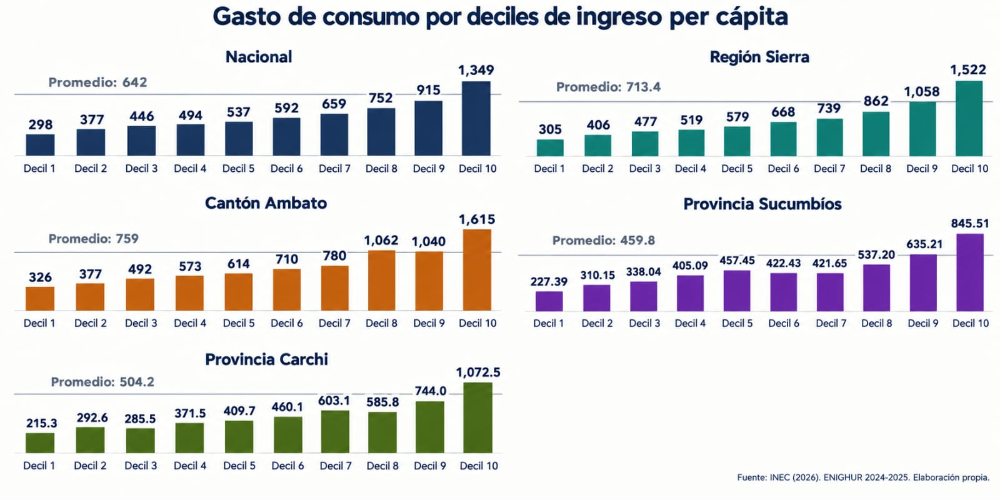 Gasto de consumo por deciles de ingreso per cápita
Nacional
Promedio: 642
298 377 446 494 537 592 659 752 915 1,349
Decil 1 Decil 2 Decil 3 Decil 4 Decil 5 Decil 6 Decil 7 Decil 8 Decil 9 Decil 10
Región Sierra
Promedio: 713.4
305 406 477 519 579 668 739 862 1,058 1,522
Decil 1 Decil 2 Decil 3 Decil 4 Decil 5 Decil 6 Decil 7 Decil 8 Decil 9 Decil 10
Cantón Ambato
Promedio: 759
326 377 492 573 614 710 780 1,062 1,040 1,615
Decil 1 Decil 2 Decil 3 Decil 4 Decil 5 Decil 6 Decil 7 Decil 8 Decil 9 Decil 10
Provincia Sucumbíos
Promedio: 459.8
227.39 310.15 338.04 405.09 457.45 422.43 421.65 537.20 635.21 845.51
Decil 1 Decil 2 Decil 3 Decil 4 Decil 5 Decil 6 Decil 7 Decil 8 Decil 9 Decil 10
Provincia Carchi
Promedio: 504.2
215.3 292.6 285.5 371.5 409.7 460.1 603.1 585.8 744.0 1,072.5
Decil 1 Decil 2 Decil 3 Decil 4 Decil 5 Decil 6 Decil 7 Decil 8 Decil 9 Decil 10
Fuente: INEC (2026). ENIGHUR 2024-2025. Elaboración propia.